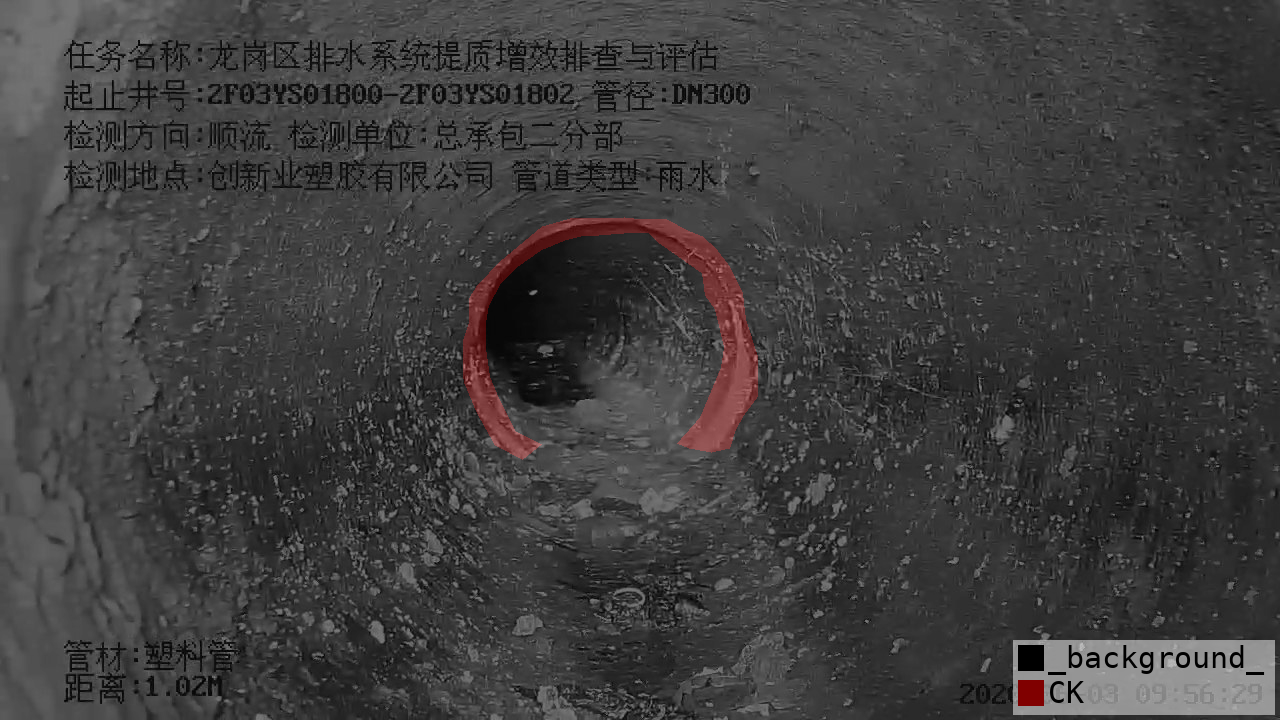 任务名称:龙岗区排水系统提质增效排查与评估
起止井号:2F03YS01800-2F03YS01802 管径:DN300
检测方向:顺流 检测单位:总承包二分部
检测地点:创新业塑胶有限公司 管道类型:雨水
管材:塑料管
距离:1.02M
_background_
CK
09:56:29